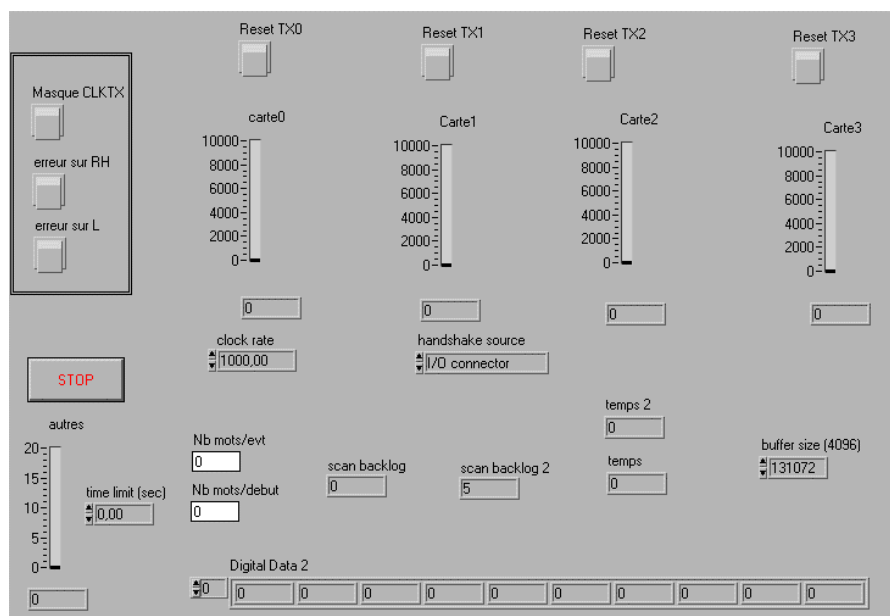 Reset TX0
Reset TX1
Reset TX2
Reset TX3
Masque CLKTX
erreur sur RH
erreur sur L
carte0
10000
8000
6000
4000
2000
0
0
Carte1
10000
8000
6000
4000
2000
0
0
Carte2
10000
8000
6000
4000
2000
0
0
Carte3
10000
8000
6000
4000
2000
0
0
clock rate
1000,00
handshake source
I/O connector
STOP
autres
20
15
10
5
0
0
time limit (sec)
0,00
Nb mots/evt
0
Nb mots/debut
0
scan backlog
0
scan backlog 2
5
temps 2
0
temps
0
buffer size (4096)
131072
Digital Data 2
0
0 0 0 0 0 0 0 0 0 0